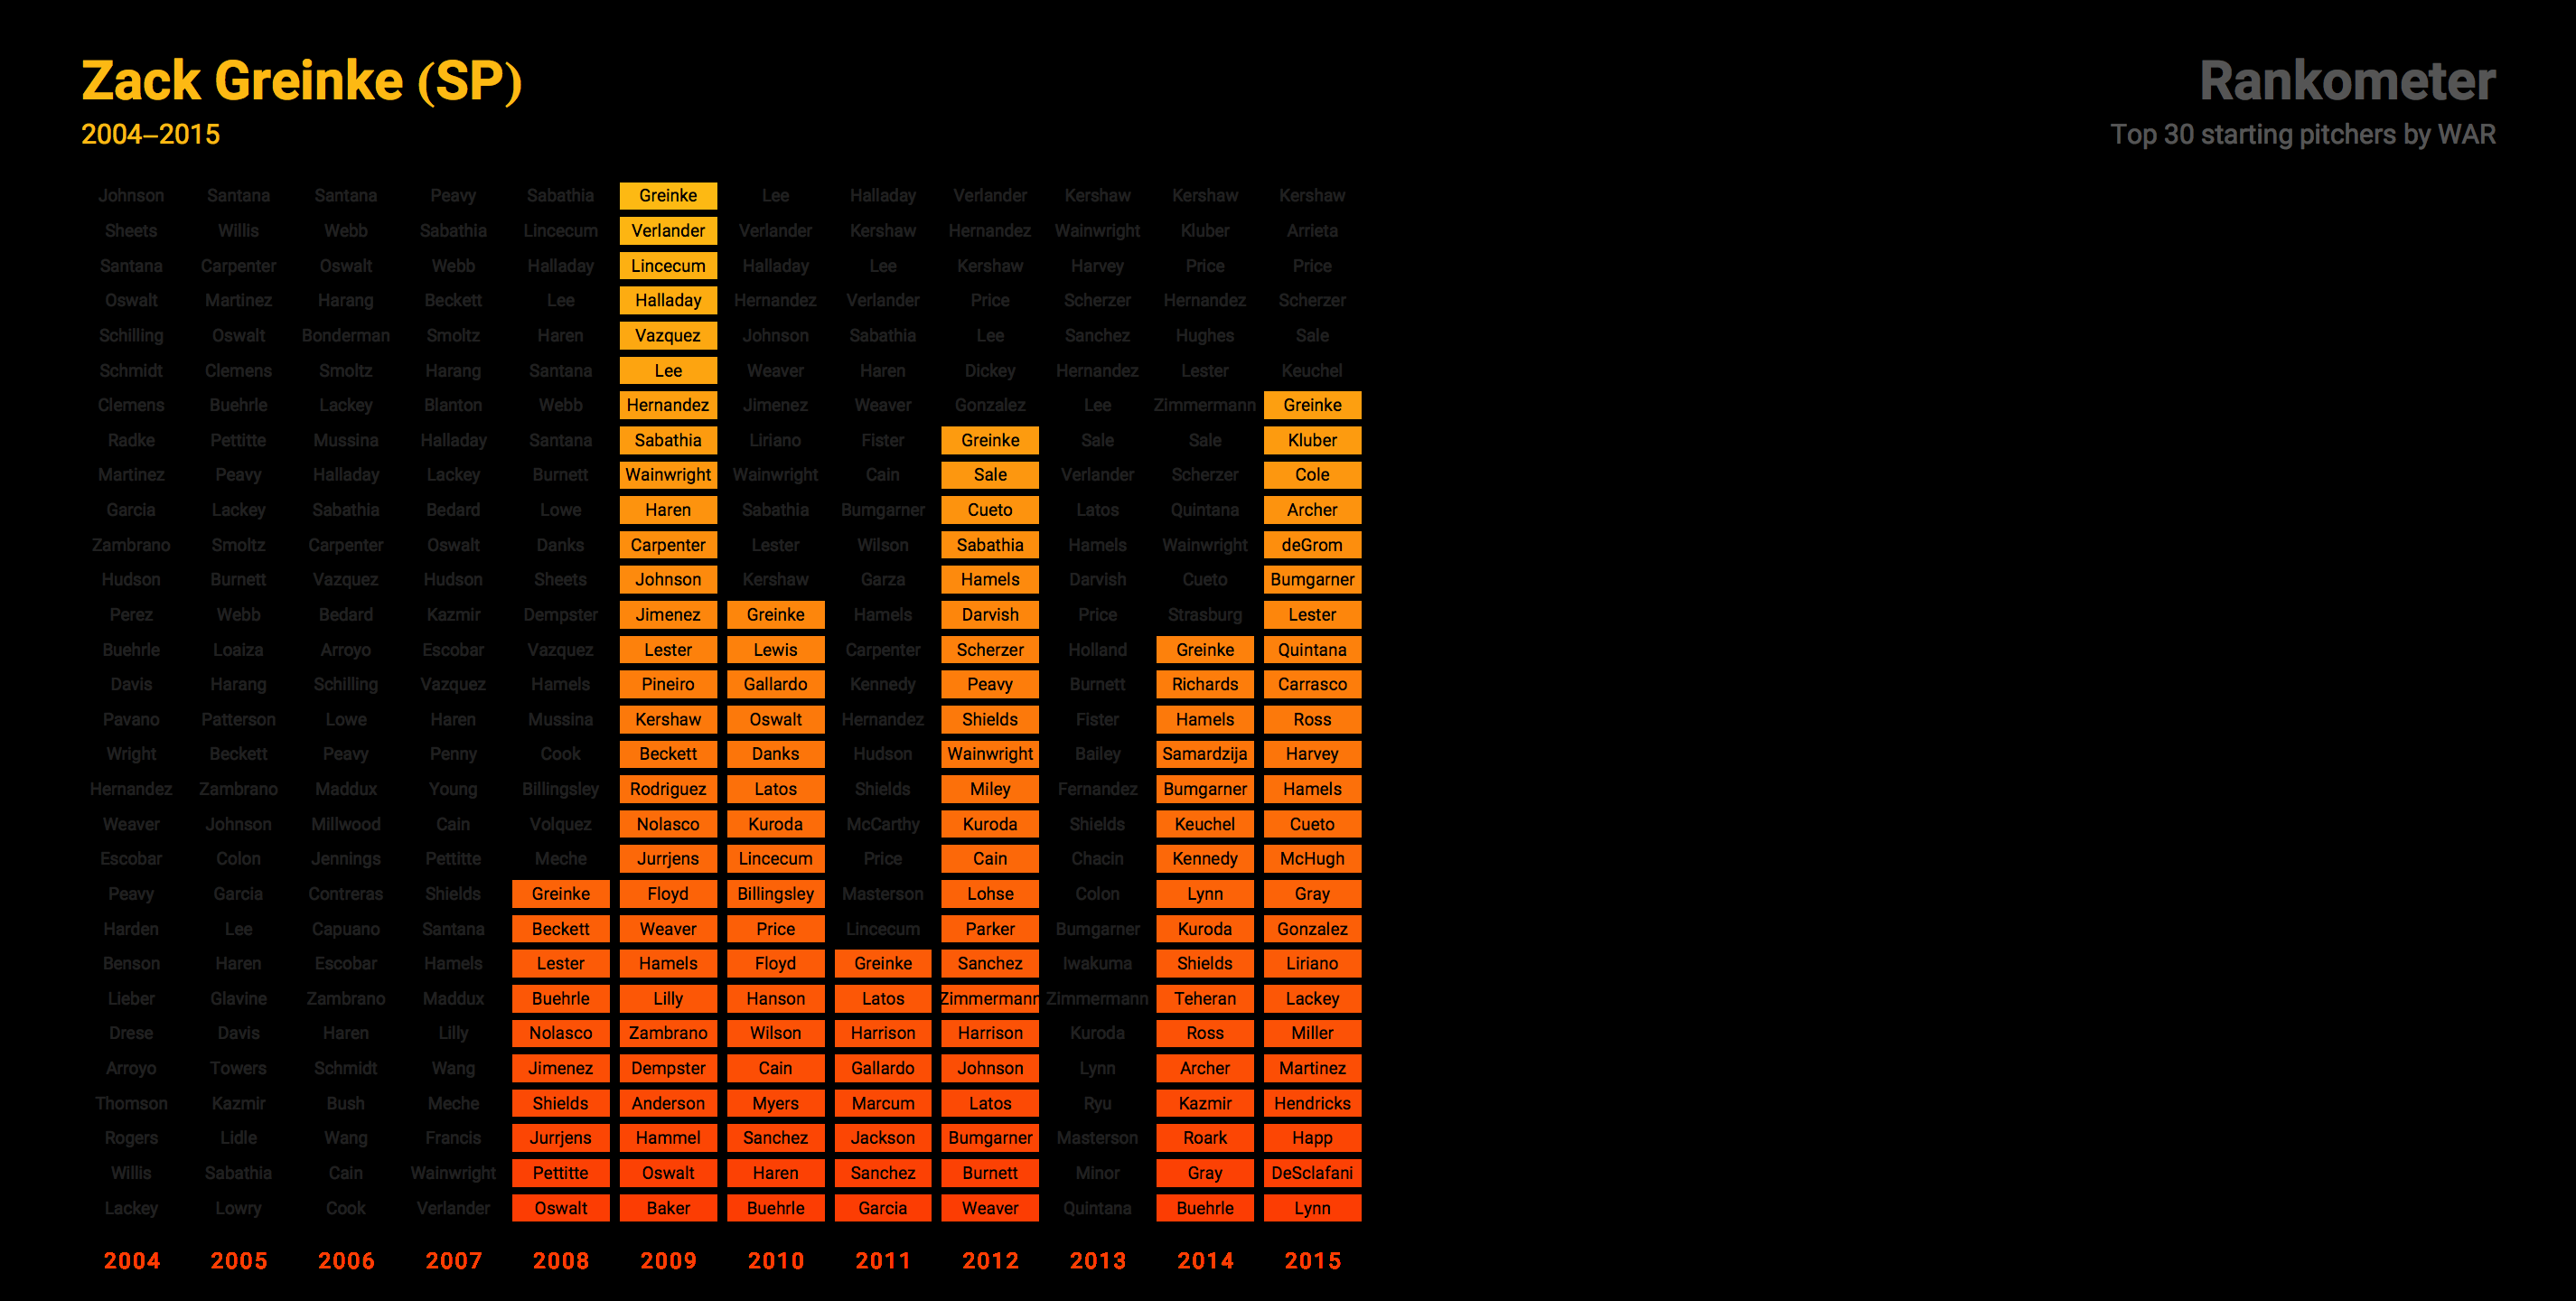 Zack Greinke (SP)
2004–2015
Rankometer
Top 30 starting pitchers by WAR
Johnson Santana Santana Peavy Sabathia Greinke Lee Halladay Verlander Kershaw Kershaw Kershaw
Sheets Willis Webb Sabathia Lincecum Verlander Verlander Kershaw Hernandez Wainwright Kluber Arrieta
Santana Carpenter Oswalt Webb Halladay Lincecum Halladay Lee Kershaw Harvey Price Price
Oswalt Martinez Harang Beckett Lee Halladay Hernandez Verlander Price Scherzer Hernandez Scherzer
Schilling Oswalt Bonderman Smoltz Haren Vazquez Johnson Sabathia Lee Sanchez Hughes Sale
Schmidt Clemens Smoltz Harang Santana Lee Weaver Haren Dickey Hernandez Lester Keuchel
Clemens Buehrle Lackey Blanton Webb Hernandez Jimenez Weaver Gonzalez Lee Zimmermann Greinke
Radke Pettitte Mussina Halladay Santana Sabathia Liriano Fister Greinke Sale Sale Kluber
Martinez Peavy Halladay Lackey Burnett Wainwright Wainwright Cain Sale Verlander Scherzer Cole
Garcia Lackey Sabathia Bedard Lowe Haren Sabathia Bumgarner Cueto Latos Quintana Archer
Zambrano Smoltz Carpenter Oswalt Danks Carpenter Lester Wilson Sabathia Hamels Wainwright deGrom
Hudson Burnett Vazquez Hudson Sheets Johnson Kershaw Garza Hamels Darvish Cueto Bumgarner
Perez Webb Bedard Kazmir Dempster Jimenez Greinke Hamels Darvish Price Strasburg Lester
Buehrle Loaiza Arroyo Escobar Vazquez Lester Lewis Carpenter Scherzer Holland Greinke Quintana
Davis Harang Schilling Vazquez Hamels Pineiro Gallardo Kennedy Peavy Burnett Richards Carrasco
Pavano Patterson Lowe Haren Mussina Kershaw Oswalt Hernandez Shields Fister Hamels Ross
Wright Beckett Peavy Penny Cook Beckett Danks Hudson Wainwright Bailey Samardzija Harvey
Hernandez Zambrano Maddux Young Billingsley Rodriguez Latos Shields Miley Fernandez Bumgarner Hamels
Weaver Johnson Millwood Cain Volquez Nolasco Kuroda McCarthy Kuroda Shields Keuchel Cueto
Escobar Colon Jennings Pettitte Meche Jurrjens Lincecum Price Cain Chacin Kennedy McHugh
Peavy Garcia Contreras Shields Greinke Floyd Billingsley Masterson Lohse Colon Lynn Gray
Harden Lee Capuano Santana Beckett Weaver Price Lincecum Parker Bumgarner Kuroda Gonzalez
Benson Haren Escobar Hamels Lester Hamels Floyd Greinke Sanchez Iwakuma Shields Liriano
Lieber Glavine Zambrano Maddux Buehrle Lilly Hanson Latos Zimmermann Zimmermann Teheran Lackey
Drese Davis Haren Lilly Nolasco Zambrano Wilson Harrison Harrison Kuroda Ross Miller
Arroyo Towers Schmidt Wang Jimenez Dempster Cain Gallardo Johnson Lynn Archer Martinez
Thomson Kazmir Bush Meche Shields Anderson Myers Marcum Latos Ryu Kazmir Hendricks
Rogers Lidle Wang Francis Jurrjens Hammel Sanchez Jackson Bumgarner Masterson Roark Happ
Willis Sabathia Cain Wainwright Pettitte Oswalt Haren Sanchez Burnett Minor Gray DeSclafani
Lackey Lowry Cook Verlander Oswalt Baker Buehrle Garcia Weaver Quintana Buehrle Lynn
2004 2005 2006 2007 2008 2009 2010 2011 2012 2013 2014 2015